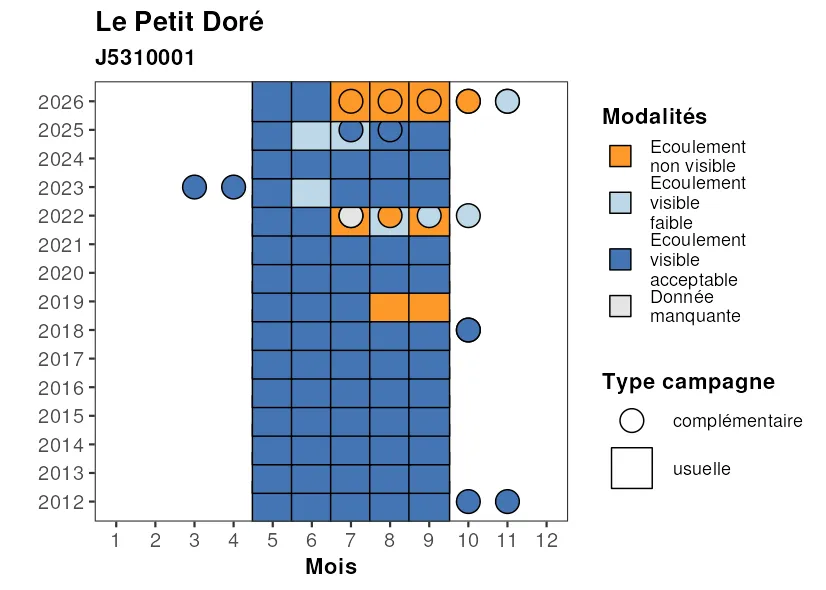 Le Petit Doré
J5310001
2026
2025
2024
2023
2022
2021
2020
2019
2018
2017
2016
2015
2014
2013
2012
1 2 3 4 5 6 7 8 9 10 11 12
Mois
Modalités
Ecoulement
non visible
Ecoulement
visible
faible
Ecoulement
visible
acceptable
Donnée
manquante
Type campagne
complémentaire
usuelle